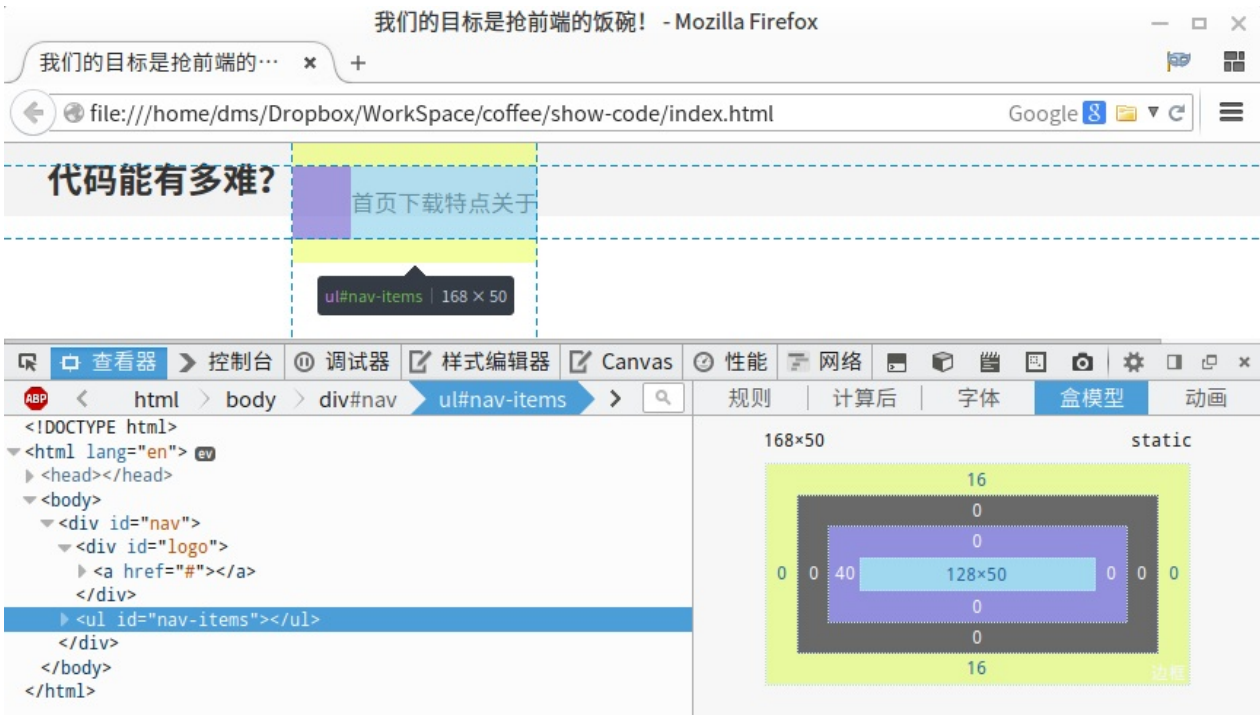 我们的目标是抢前端的饭碗！ - Mozilla Firefox
我们的目标是抢前端的… × +
file:///home/dms/Dropbox/WorkSpace/coffee/show-code/index.html Google 8
代码能有多难?
首页下载特点关于
ul#nav-items | 168 × 50
查看器 控制台 调试器 样式编辑器 Canvas 性能 网络
ABP html body div#nav ul#nav-items
规则 计算后 字体 盒模型 动画
<!DOCTYPE html>
<html lang="en"> ev
<head></head>
<body>
<div id="nav">
<div id="logo">
<a href="#"></a>
</div>
<ul id="nav-items"></ul>
</div>
</body>
</html>
168×50 static
16
0
0
0 0 40 128×50 0 0 0
0
0
16 边框